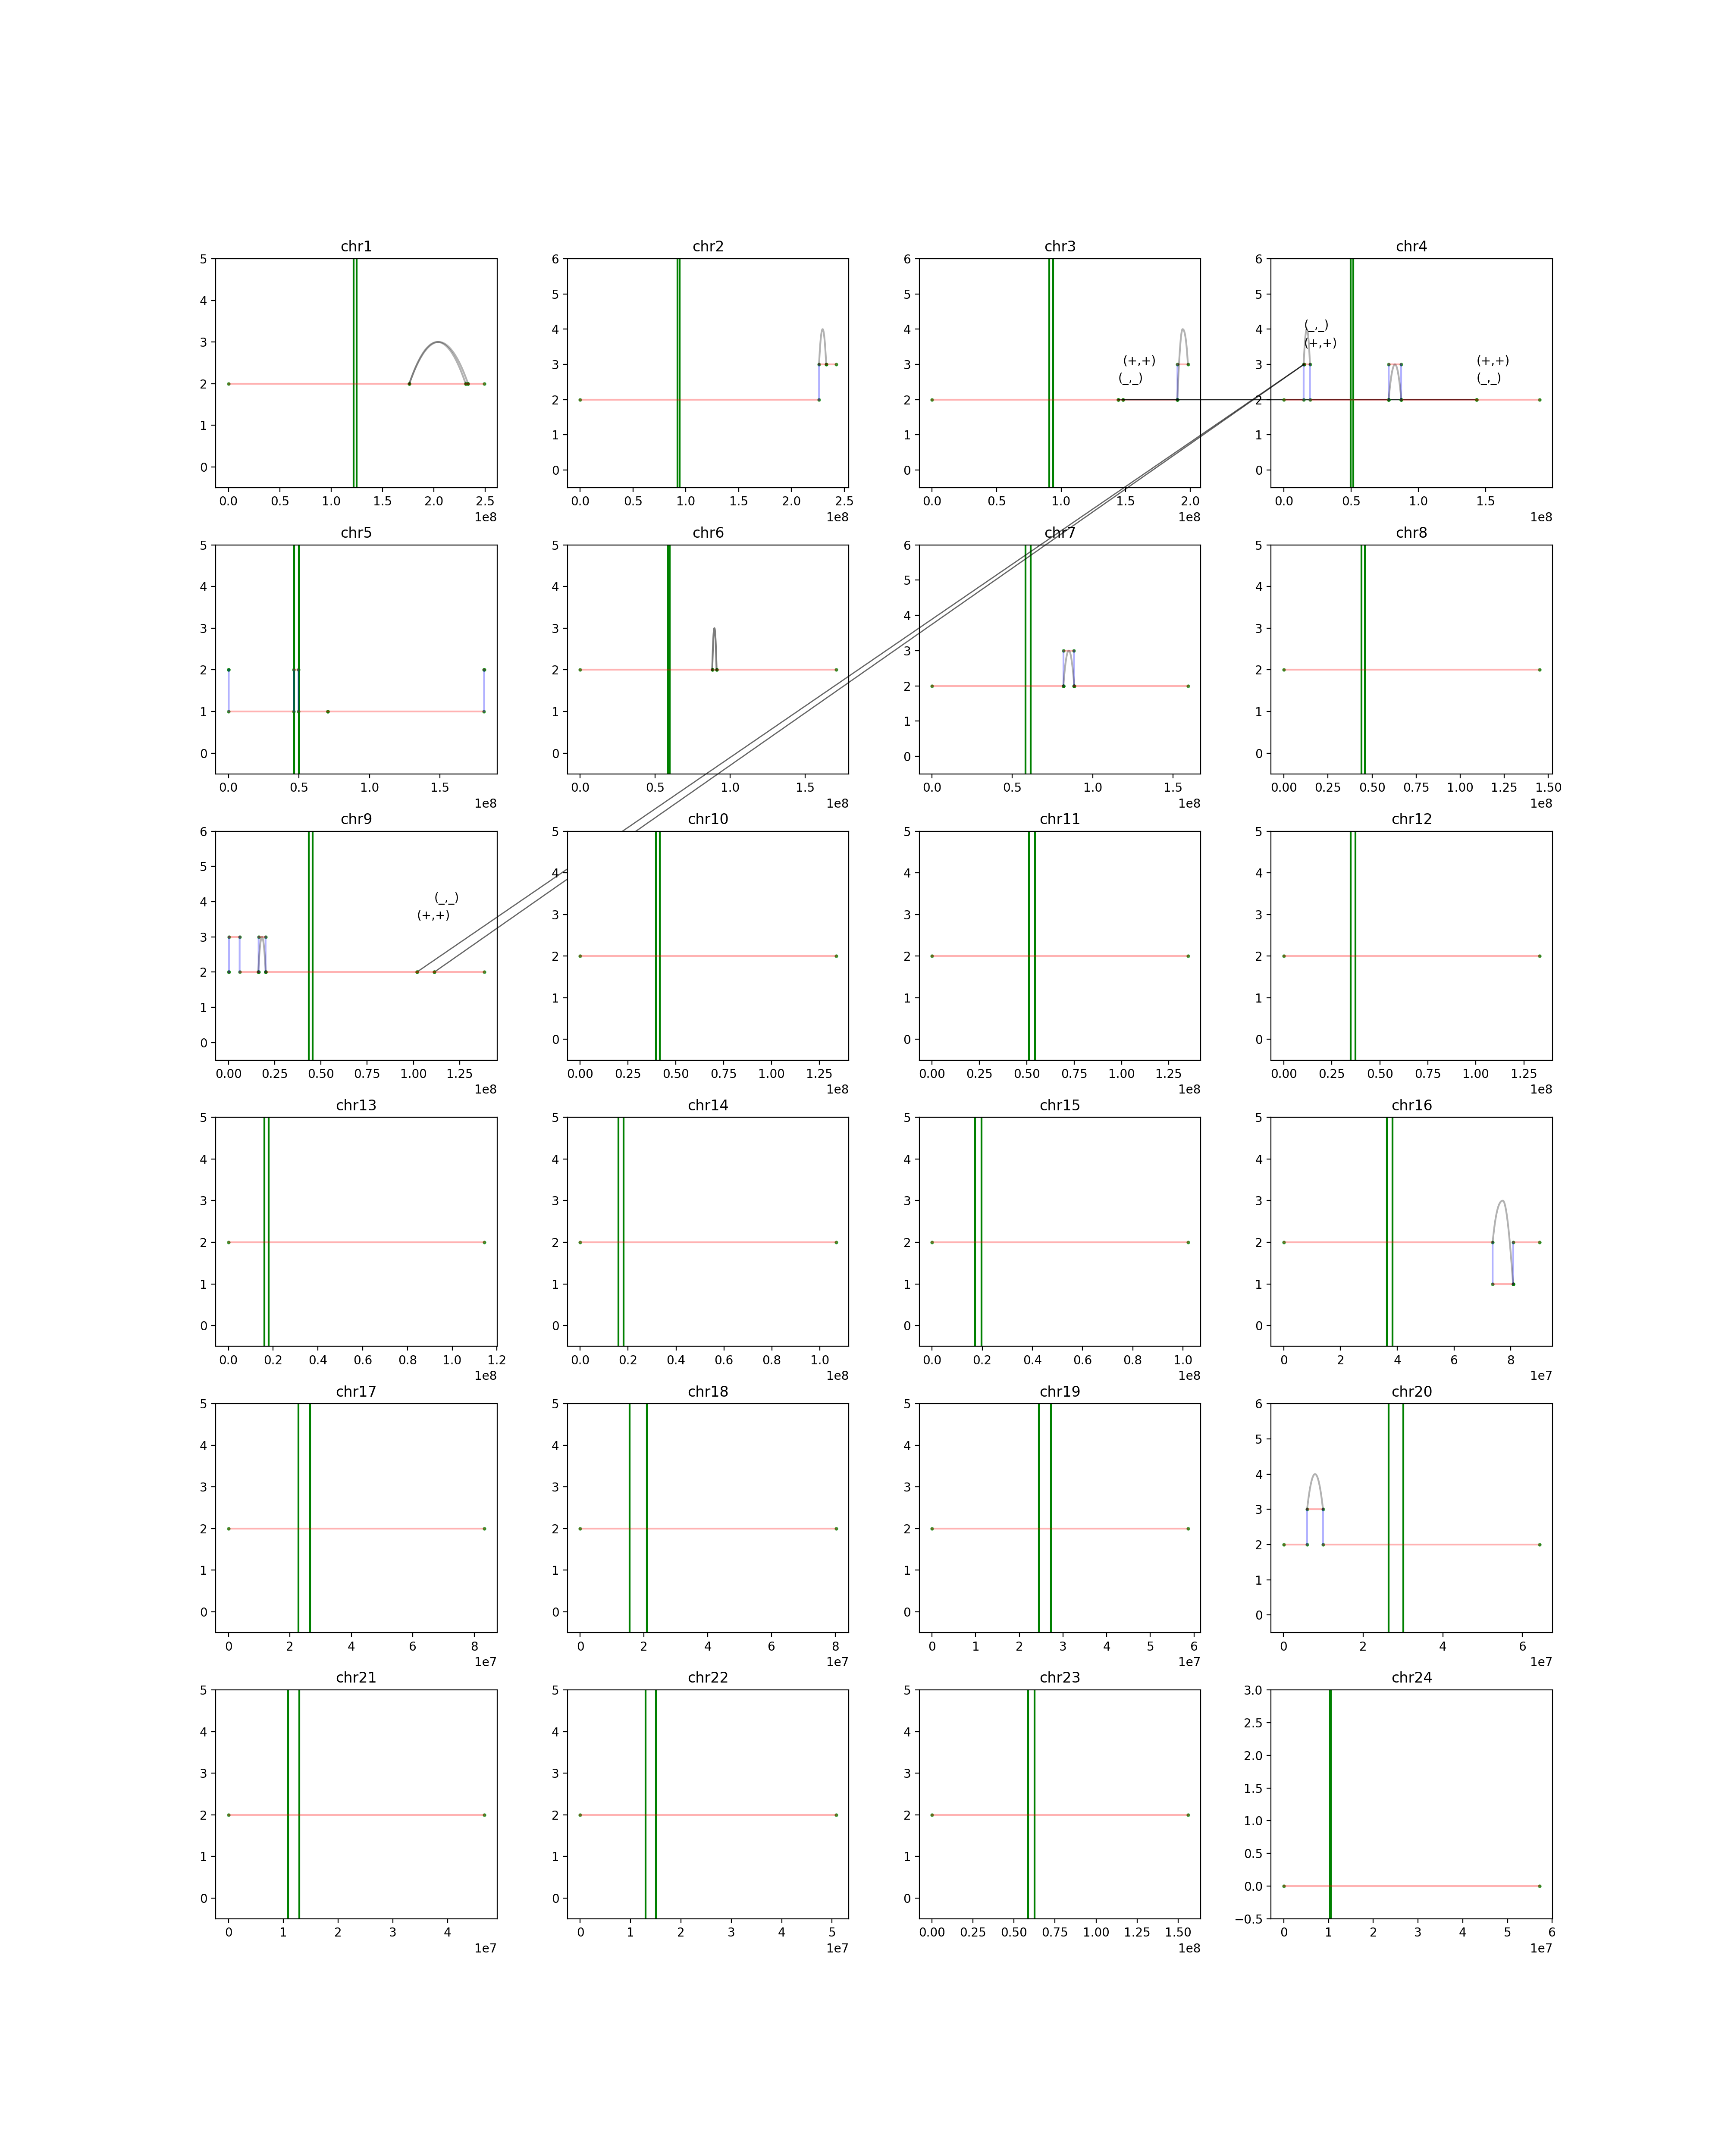 chr1 chr2 chr3 chr4
5 4 3 2 1 0
0.0 0.5 1.0 1.5 2.0 2.5
1e8
6 5 4 3 2 1 0
0.0 0.5 1.0 1.5 2.0 2.5
1e8
6 5 4 3 2 1 0
(+,+)
(_,_)
0.0 0.5 1.0 1.5 2.0
1e8
6 5 4 3 2 1 0
(_,_)
(+,+)
(+,+)
(_,_)
0.0 0.5 1.0 1.5
1e8
chr5 chr6 chr7 chr8
5 4 3 2 1 0
0.0 0.5 1.0 1.5
1e8
5 4 3 2 1 0
0.0 0.5 1.0 1.5
1e8
6 5 4 3 2 1 0
0.0 0.5 1.0 1.5
1e8
5 4 3 2 1 0
0.00 0.25 0.50 0.75 1.00 1.25 1.50
1e8
chr9 chr10 chr11 chr12
6 5 4 3 2 1 0
(_,_)
(+,+)
0.00 0.25 0.50 0.75 1.00 1.25
1e8
5 4 3 2 1 0
0.00 0.25 0.50 0.75 1.00 1.25
1e8
5 4 3 2 1 0
0.00 0.25 0.50 0.75 1.00 1.25
1e8
5 4 3 2 1 0
0.00 0.25 0.50 0.75 1.00 1.25
1e8
chr13 chr14 chr15 chr16
5 4 3 2 1 0
0.0 0.2 0.4 0.6 0.8 1.0 1.2
1e8
5 4 3 2 1 0
0.0 0.2 0.4 0.6 0.8 1.0
1e8
5 4 3 2 1 0
0.0 0.2 0.4 0.6 0.8 1.0
1e8
5 4 3 2 1 0
0 2 4 6 8
1e7
chr17 chr18 chr19 chr20
5 4 3 2 1 0
0 2 4 6 8
1e7
5 4 3 2 1 0
0 2 4 6 8
1e7
5 4 3 2 1 0
0 1 2 3 4 5 6
1e7
6 5 4 3 2 1 0
0 2 4 6
1e7
chr21 chr22 chr23 chr24
5 4 3 2 1 0
0 1 2 3 4
1e7
5 4 3 2 1 0
0 1 2 3 4 5
1e7
5 4 3 2 1 0
0.00 0.25 0.50 0.75 1.00 1.25 1.50
1e8
3.0 2.5 2.0 1.5 1.0 0.5 0.0 −0.5
0 1 2 3 4 5 6
1e7